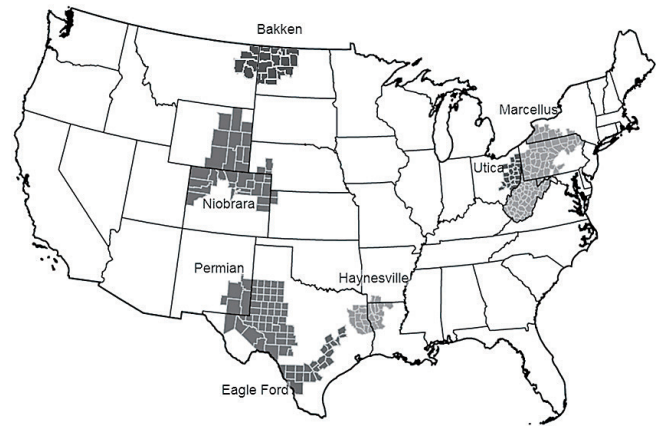 Bakken
Marcellus
Utica
Niobrara
Permian
Haynesville
Eagle Ford